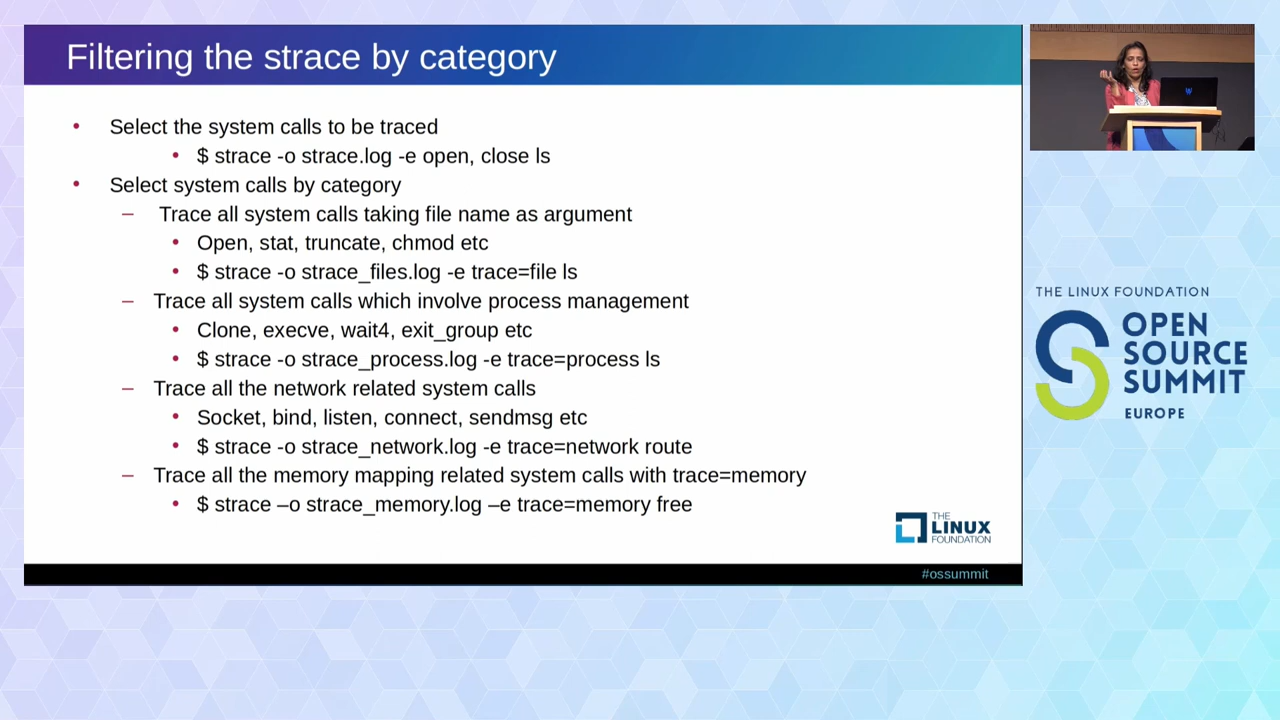 Filtering the strace by category
• Select the system calls to be traced
• $ strace -o strace.log -e open, close ls
• Select system calls by category
– Trace all system calls taking file name as argument
• Open, stat, truncate, chmod etc
• $ strace -o strace_files.log -e trace=file ls
– Trace all system calls which involve process management
• Clone, execve, wait4, exit_group etc
• $ strace -o strace_process.log -e trace=process ls
– Trace all the network related system calls
• Socket, bind, listen, connect, sendmsg etc
• $ strace -o strace_network.log -e trace=network route
– Trace all the memory mapping related system calls with trace=memory
• $ strace –o strace_memory.log –e trace=memory free
THE
LINUX
FOUNDATION
#ossummit
THE LINUX FOUNDATION
OPEN
SOURCE
SUMMIT
EUROPE